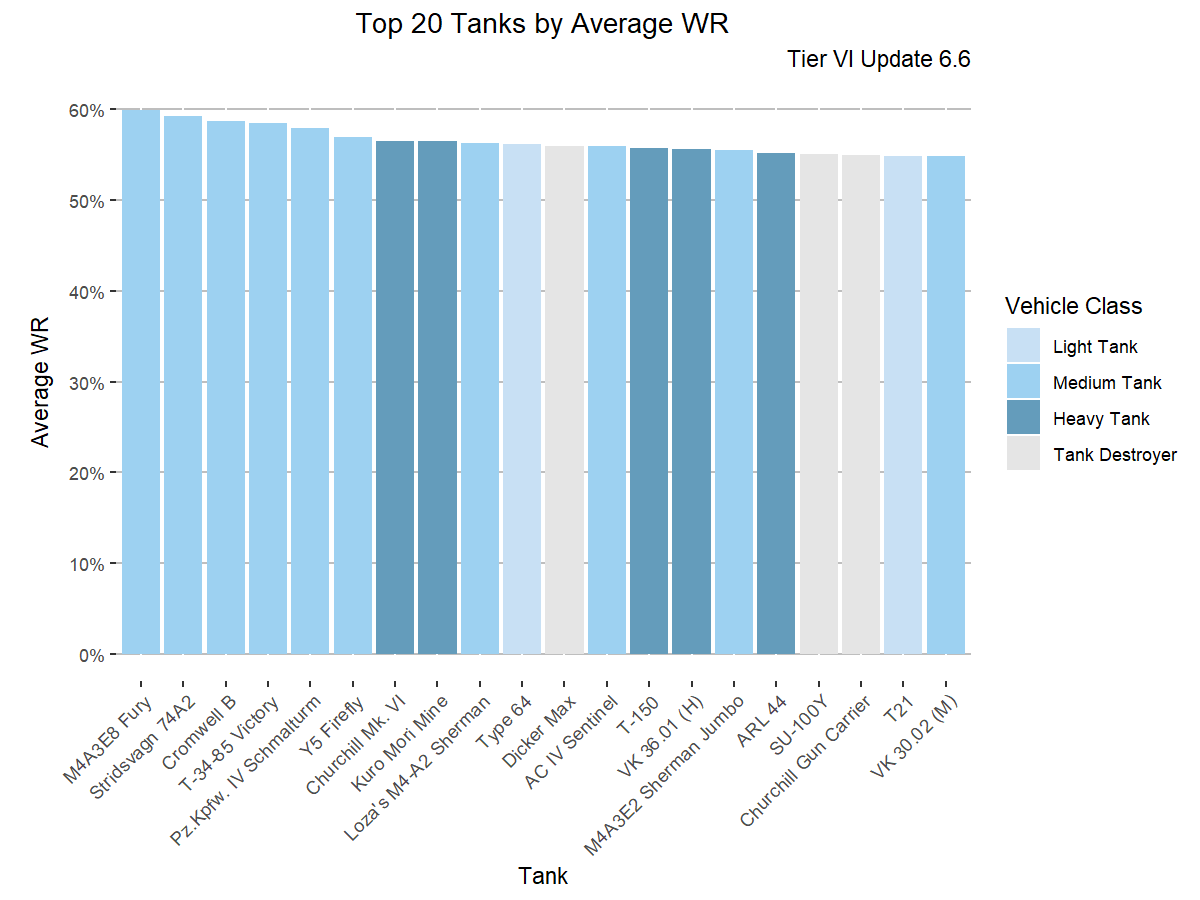 Top 20 Tanks by Average WR
Tier VI Update 6.6
60%
50%
40%
30%
20%
10%
0%
Average WR
M4A3E8 Fury
Stridsvagn 74A2
Cromwell B
T-34-85 Victory
Pz.Kpfw. IV Schmalturm
Y5 Firefly
Churchill Mk. VI
Kuro Mori Mine
Loza's M4-A2 Sherman
Type 64
Dicker Max
AC IV Sentinel
T-150
VK 36.01 (H)
M4A3E2 Sherman Jumbo
ARL 44
SU-100Y
Churchill Gun Carrier
T21
VK 30.02 (M)
Tank
Vehicle Class
Light Tank
Medium Tank
Heavy Tank
Tank Destroyer